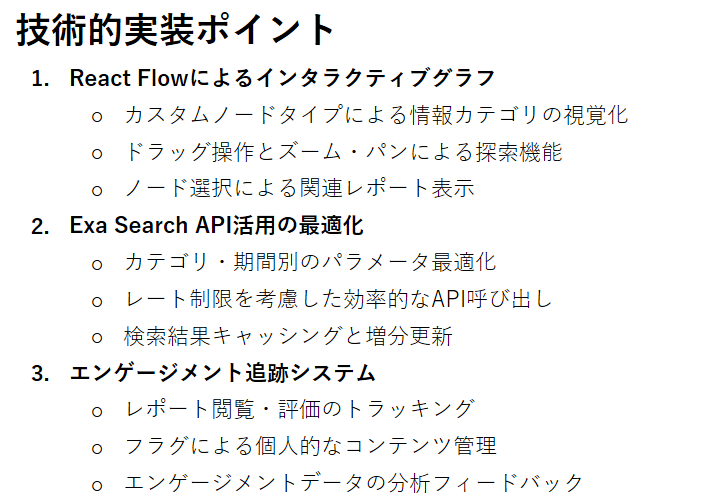 技術的実装ポイント
1. React Flowによるインタラクティブグラフ
○ カスタムノードタイプによる情報カテゴリの視覚化
○ ドラッグ操作とズーム・パンによる探索機能
○ ノード選択による関連レポート表示
2. Exa Search API活用の最適化
○ カテゴリ・期間別のパラメータ最適化
○ レート制限を考慮した効率的なAPI呼び出し
○ 検索結果キャッシングと増分更新
3. エンゲージメント追跡システム
○ レポート閲覧・評価のトラッキング
○ フラグによる個人的なコンテンツ管理
○ エンゲージメントデータの分析フィードバック